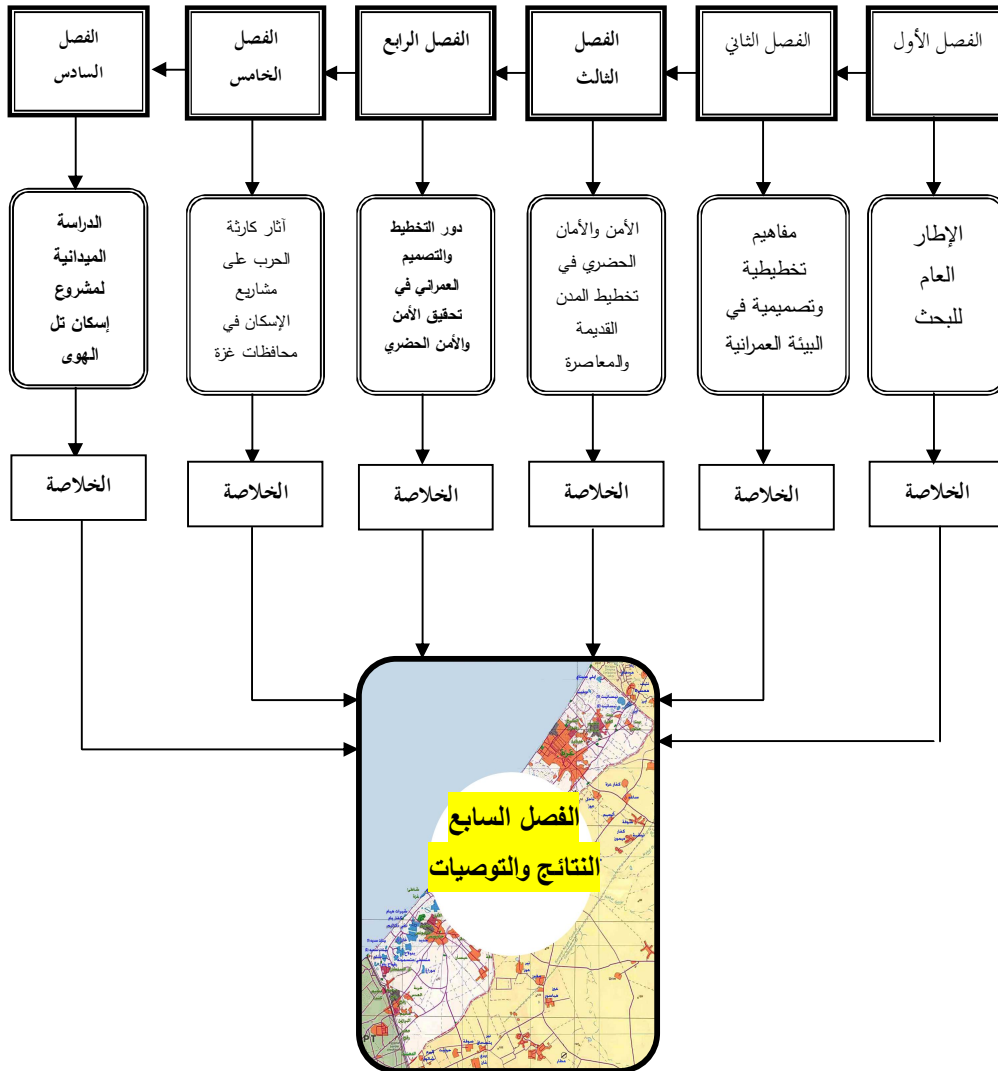 الفصل الأول
الفصل الثاني
الفصل
الثالث
الفصل الرابع
الفصل
الخامس
الفصل
السادس
الإطار
العام
للبحث
مفاهيم
تخطيطية
وتصميمية في
البيئة العمرانية
الأمن والأمان
الحضري في
تخطيط المدن
القديمة
والمعاصرة
دور التخطيط
والتصميم
العمراني في
تحقيق الأمن
والأمن الحضري
آثار كارثة
الحرب على
مشاريع
الإسكان في
محافظات غزة
الدراسة
الميدانية
لمشروع
إسكان تل
الهوى
الخلاصة
الخلاصة
الخلاصة
الخلاصة
الخلاصة
الخلاصة
الفصل السابع
النتائج والتوصيات